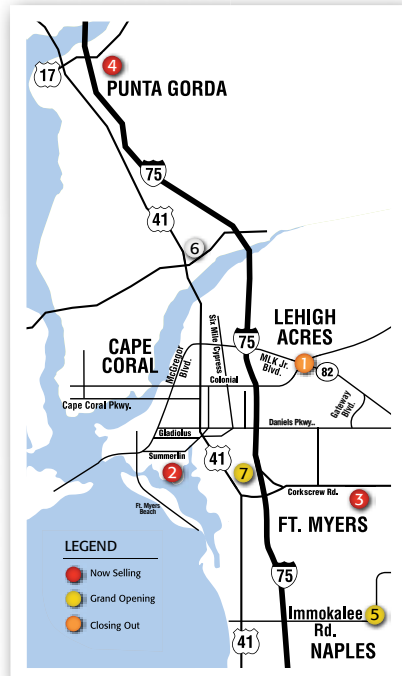 17
4
PUNTA GORDA
75
41
6
LEHIGH
ACRES
CAPE
CORAL
McGregor
Blvd.
Six Mile Cypress
75
MLK Jr.
Blvd.
1
82
Colonial
Gateway
Blvd.
Cape Coral Pkwy.
Daniels Pkwy..
Gladiolus
Summerlin
2
41
7
Corkscrew Rd.
3
Ft. Myers
Beach
FT. MYERS
LEGEND
Now Selling
Grand Opening
Closing Out
75
Immokalee
Rd.
5
41
NAPLES